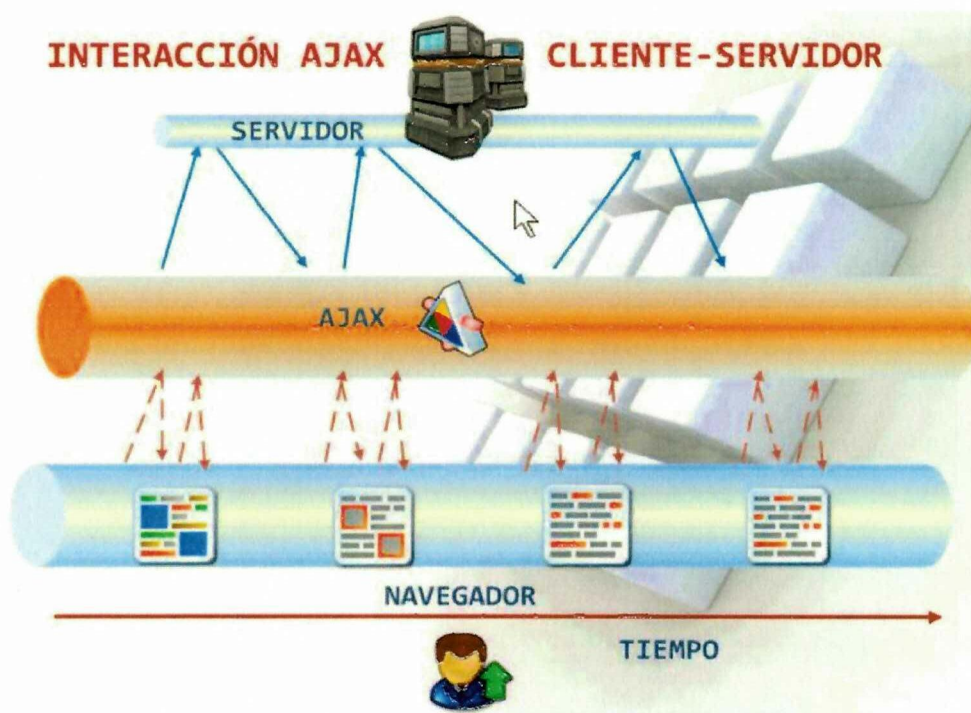 INTERACCIÓN AJAX CLIENTE-SERVIDOR
SERVIDOR
AJAX
NAVEGADOR
TIEMPO